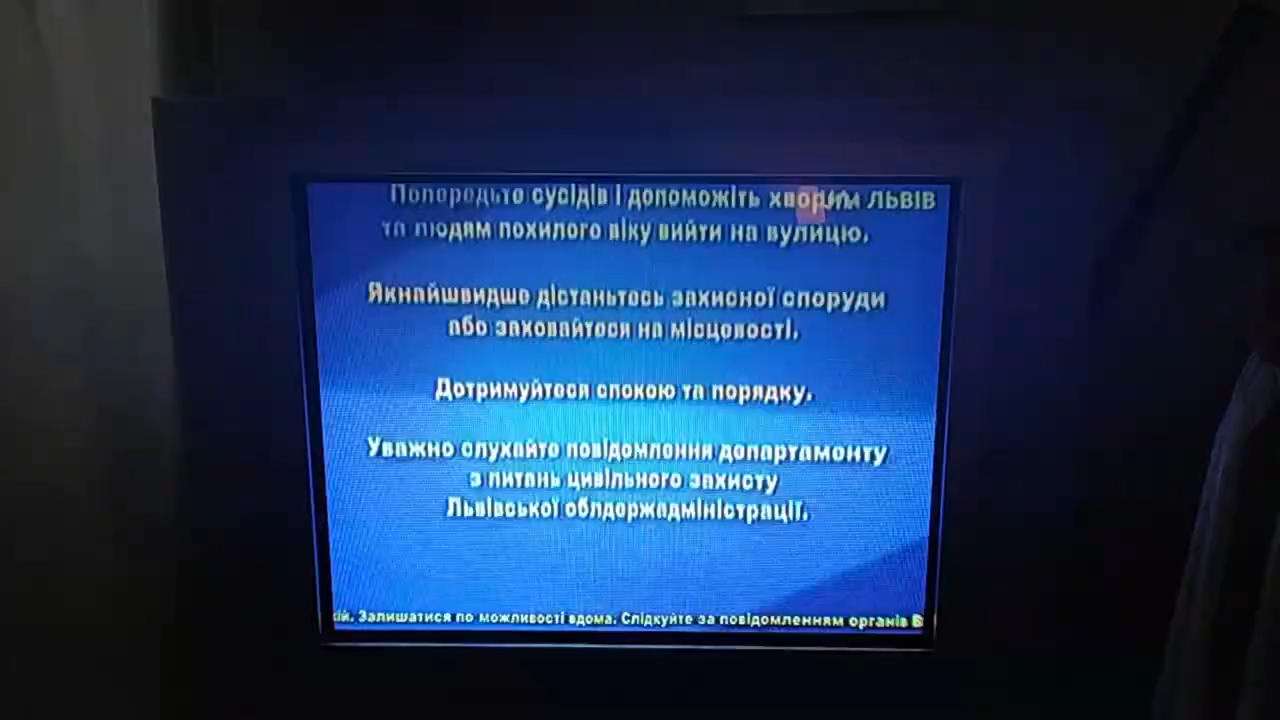 Попередьте сусідів і допоможіть хворим ЛЬВІВ
та людям похилого віку вийти на вулицю.
Якнайшвидше дістаньтесь захисної споруди
або заховайтеся на місцевості.
Дотримуйтеся спокою та порядку.
Уважно слухайте повідомлення департаменту
з питань цивільного захисту
Львівської облдержадміністрації.
ій. Залишатися по можливості вдома. Слідкуйте за повідомленням органів В